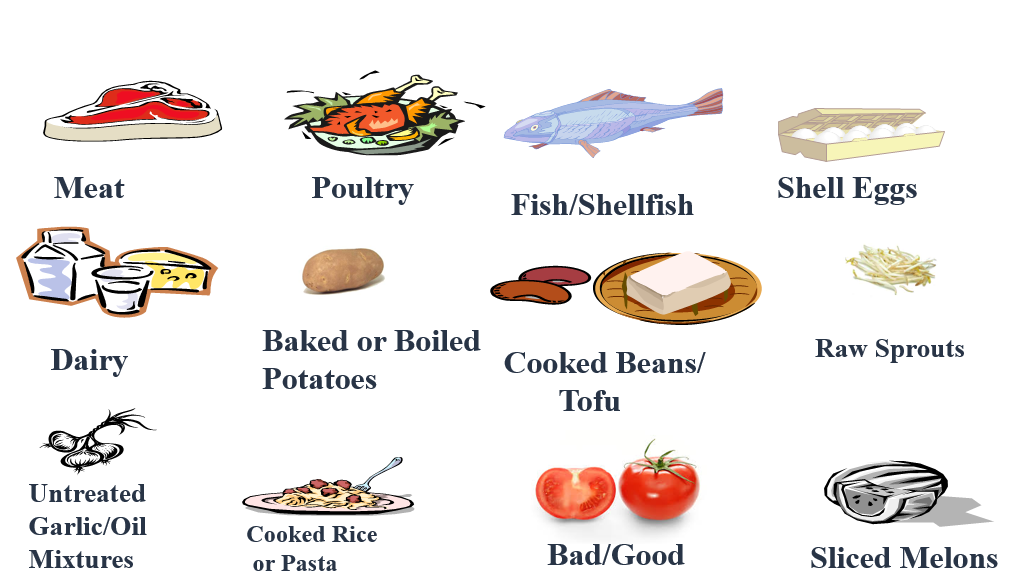 Meat
Poultry
Fish/Shellfish
Shell Eggs
Dairy
Baked or Boiled
Potatoes
Cooked Beans/
Tofu
Raw Sprouts
Untreated
Garlic/Oil
Mixtures
Cooked Rice
or Pasta
Bad/Good
Sliced Melons